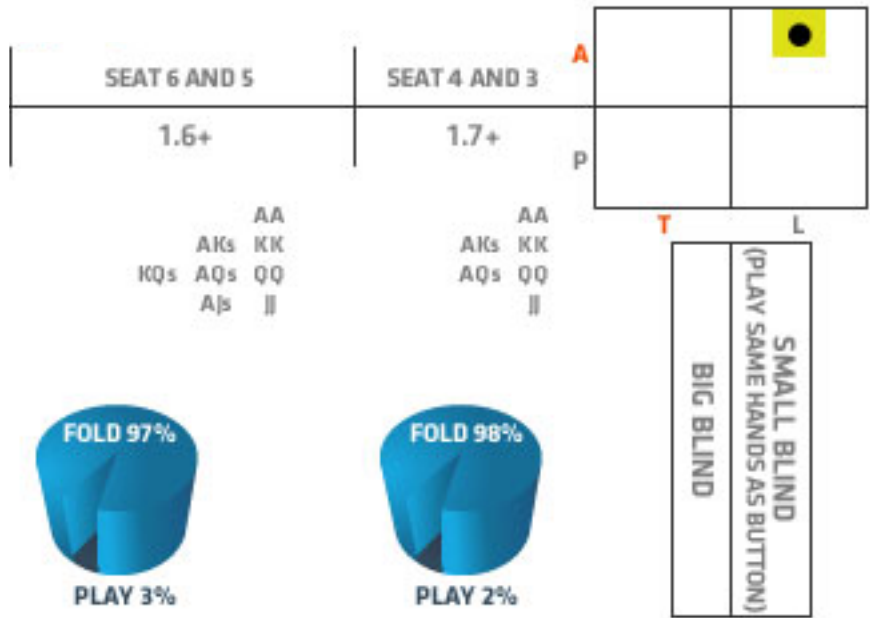 SEAT 6 AND 5
SEAT 4 AND 3
1.6+
1.7+
A
P
T
L
AA
AKs KK
KQs AQs QQ
AJs JJ
AA
AKs KK
AQs QQ
JJ
FOLD 97%
PLAY 3%
FOLD 98%
PLAY 2%
BIG BLIND
SMALL BLIND
(PLAY SAME HANDS AS BUTTON)